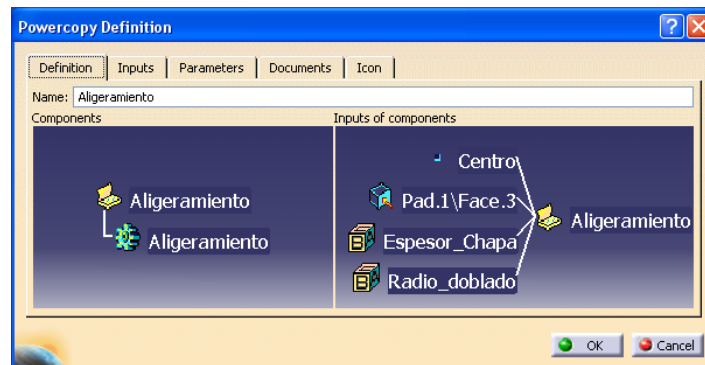 Powercopy Definition
Definition Inputs Parameters Documents Icon
Name: Aligeramiento
Components Inputs of components
Aligeramiento
Aligeramiento
Centro
Pad.1\Face.3
Espesor_Chapa
Radio_doblado
Aligeramiento
OK Cancel